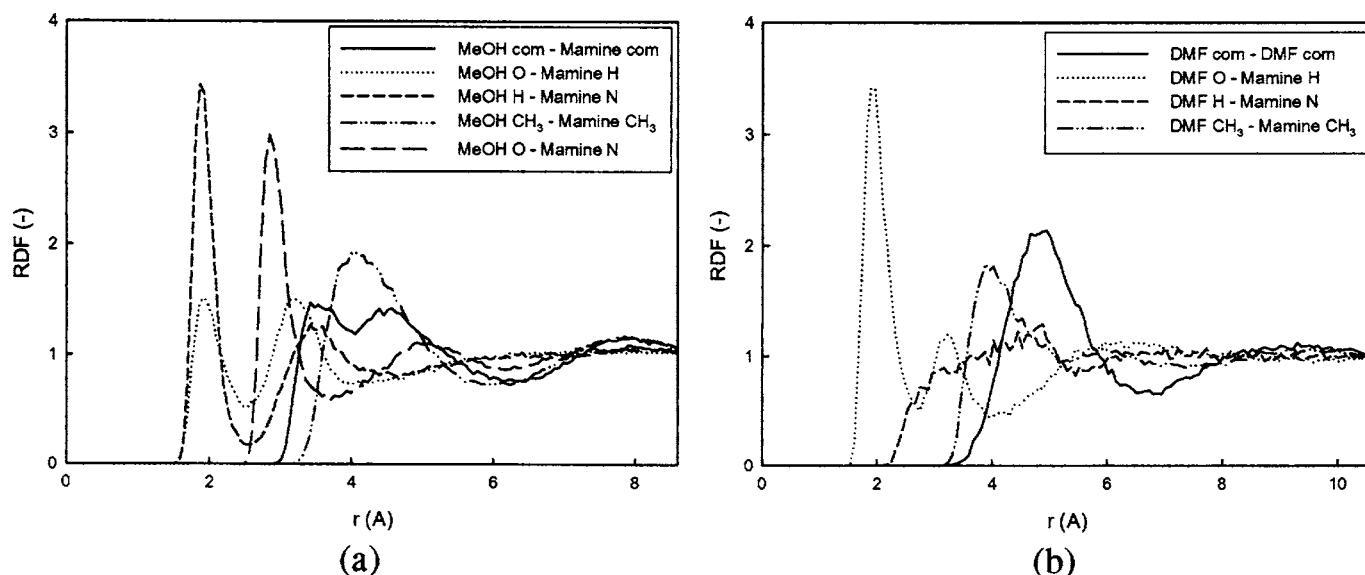 4
3
2
1
0
RDF (-)
MeOH com - Mamine com
MeOH O - Mamine H
MeOH H - Mamine N
MeOH CH₃ - Mamine CH₃
MeOH O - Mamine N
0 2 4 6 8
r (A)
(a)
4
3
2
1
0
RDF (-)
DMF com - DMF com
DMF O - Mamine H
DMF H - Mamine N
DMF CH₃ - Mamine CH₃
0 2 4 6 8 10
r (A)
(b)